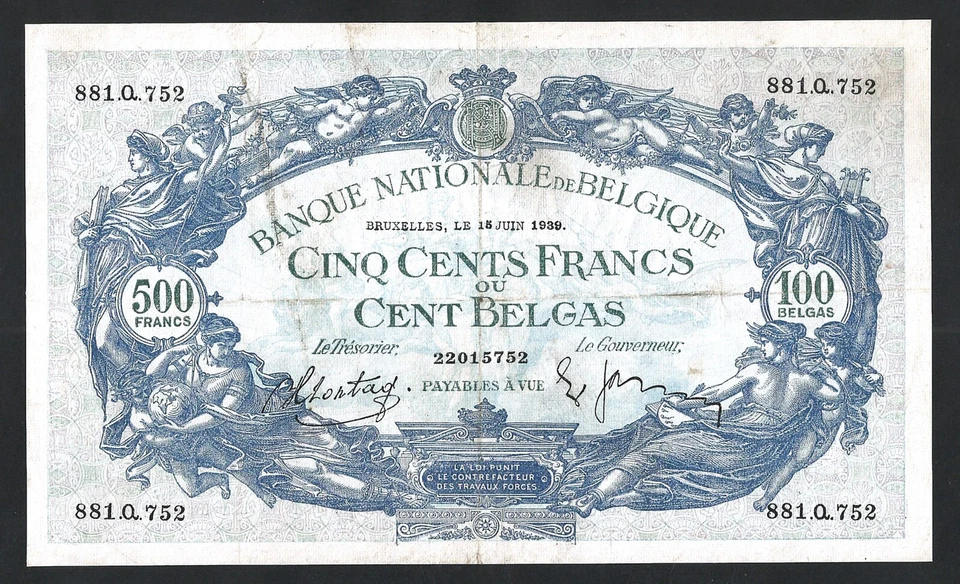 881.Q.752 881.Q.752
BANQUE NATIONALE DE BELGIQUE
BRUXELLES, LE 15 JUIN 1939.
CINQ CENTS FRANCS
OU
CENT BELGAS
500
FRANCS
100
BELGAS
Le Trésorier, Le Gouverneur,
22015752
PAYABLES À VUE
LA LOI PUNIT
LE CONTREFACTEUR
DES TRAVAUX FORCÉS
881.Q.752 881.Q.752